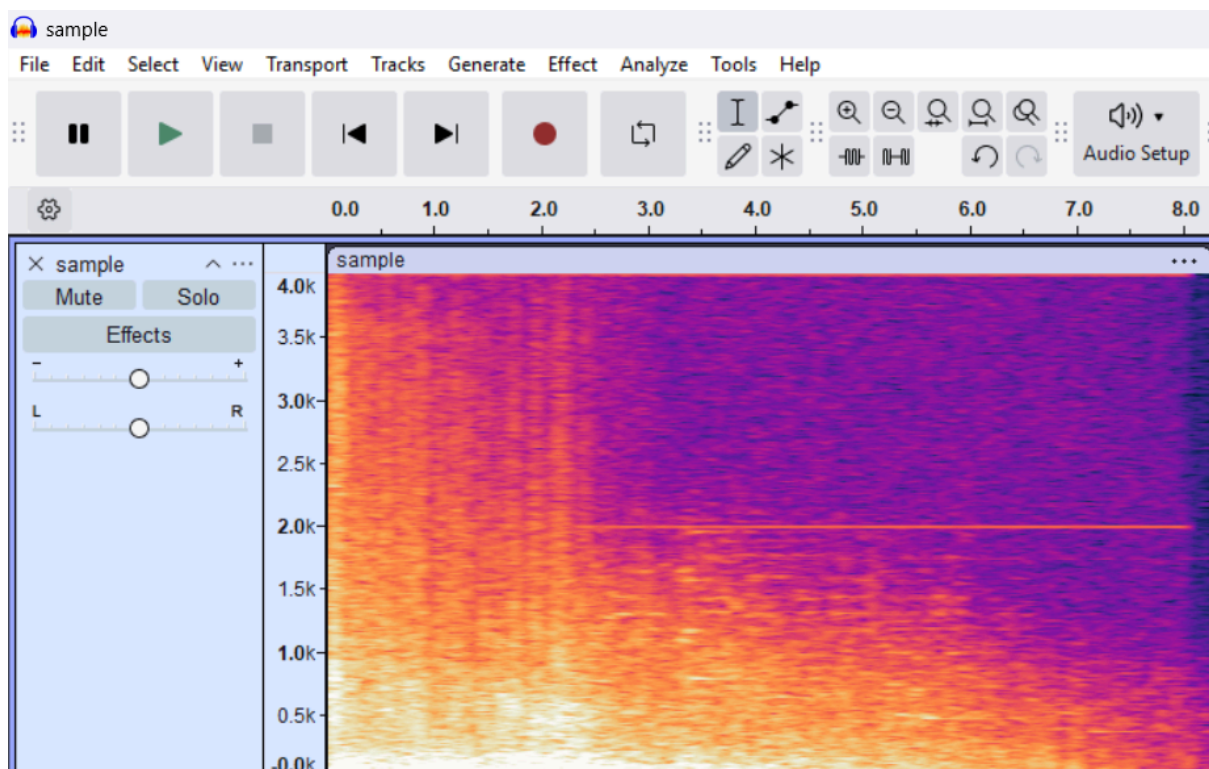 sample
File Edit Select View Transport Tracks Generate Effect Analyze Tools Help
Audio Setup
0.0 1.0 2.0 3.0 4.0 5.0 6.0 7.0 8.0
sample
sample
Mute Solo
Effects
- +
L R
4.0k
3.5k
3.0k
2.5k
2.0k
1.5k
1.0k
0.5k
-0.0k